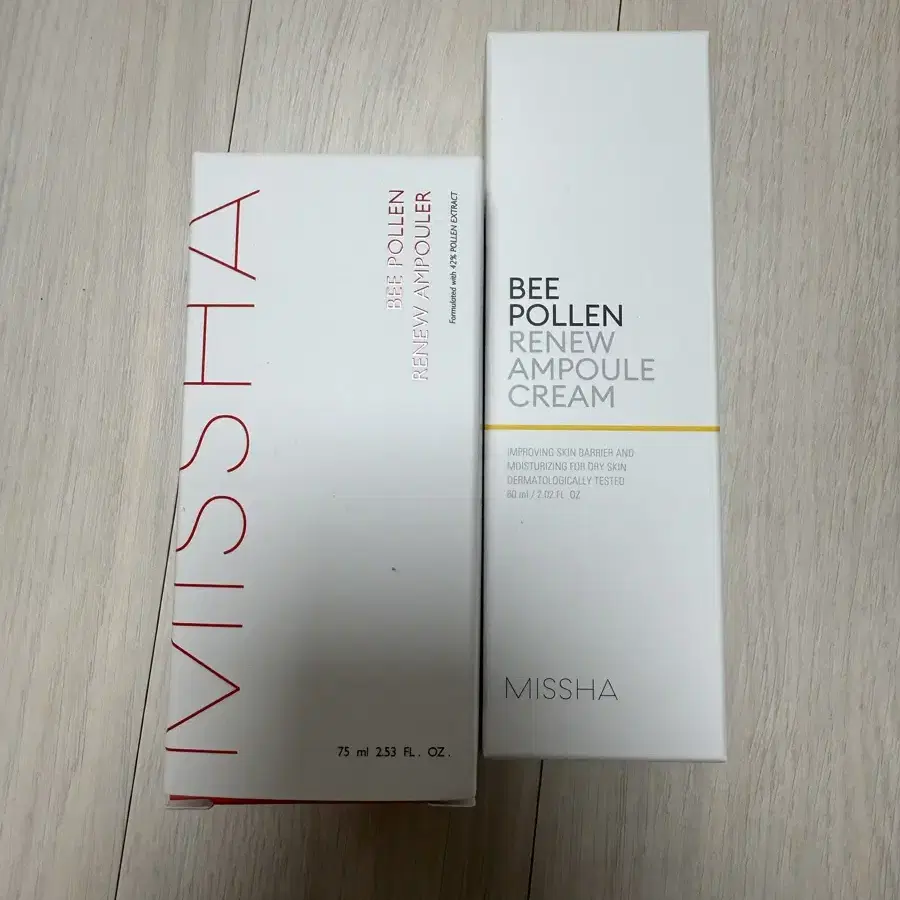 MISSHA
BEE POLLEN
RENEW AMPOULER
Formulated with 42% POLLEN EXTRACT
75 ml 2.53 FL. OZ.
BEE
POLLEN
RENEW
AMPOULE
CREAM
IMPROVING SKIN BARRIER AND
MOISTURIZING FOR DRY SKIN
DERMATOLOGICALLY TESTED
60 ml / 2.02 FL. OZ
MISSHA